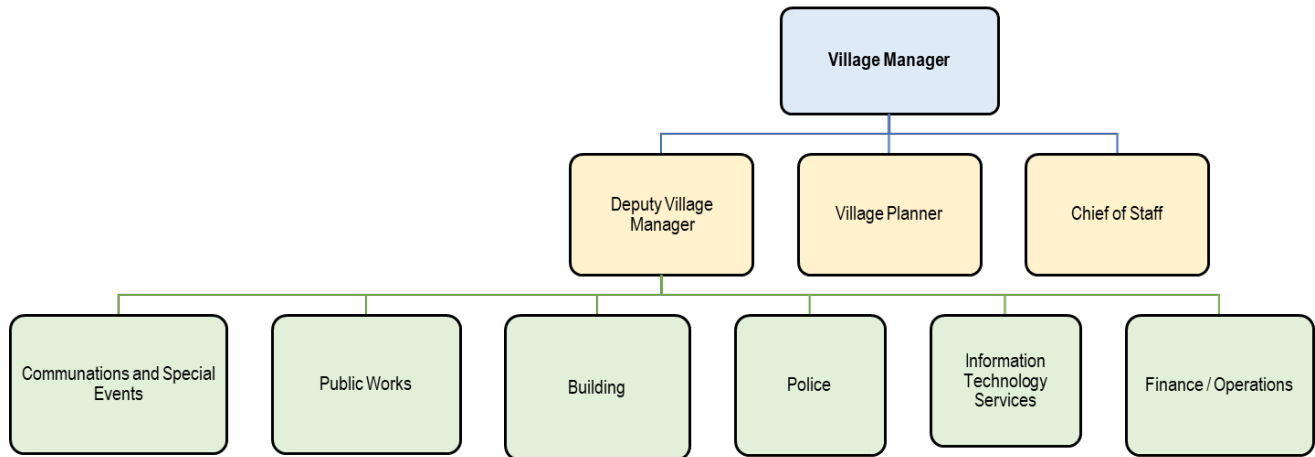 Village Manager
Deputy Village
Manager
Village Planner
Chief of Staff
Communations and Special
Events
Public Works
Building
Police
Information
Technology
Services
Finance / Operations